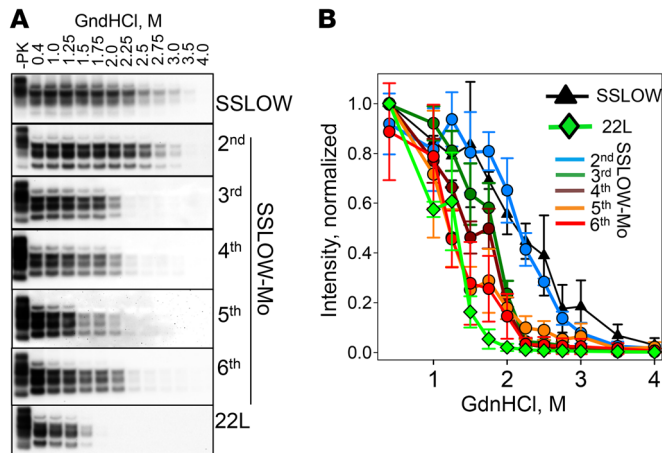 A
GndHCl, M
-PK
0.4
1.0
1.25
1.5
1.75
2.0
2.25
2.5
2.75
3.0
3.5
4.0
SSLOW
2nd
3rd
4th
5th
6th
SSLOW-Mo
22L
B
Intensity, normalized
1.0
0.8
0.6
0.4
0.2
0.0
1
2
3
4
GdnHCl, M
SSLOW
22L
2nd
3rd
4th
5th
6th
SSLOW-Mo